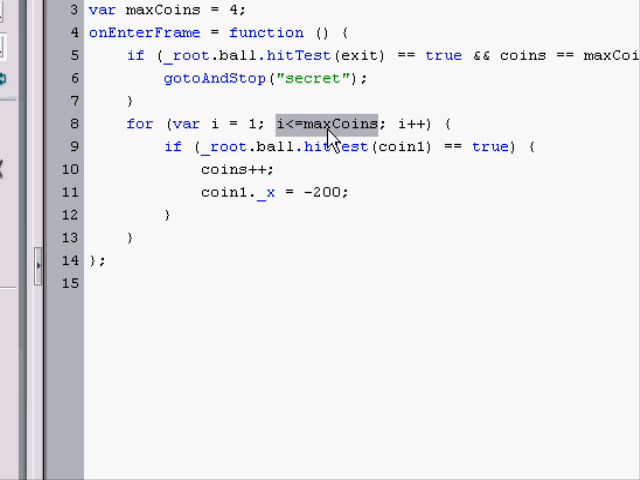 3 var maxCoins = 4;
4 onEnterFrame = function () {
5 if (_root.ball.hitTest(exit) == true && coins == maxCoi
6 gotoAndStop("secret");
7 }
8 for (var i = 1; i<=maxCoins; i++) {
9 if (_root.ball.hitTest(coin1) == true) {
10 coins++;
11 coin1._x = -200;
12 }
13 }
14 };
15